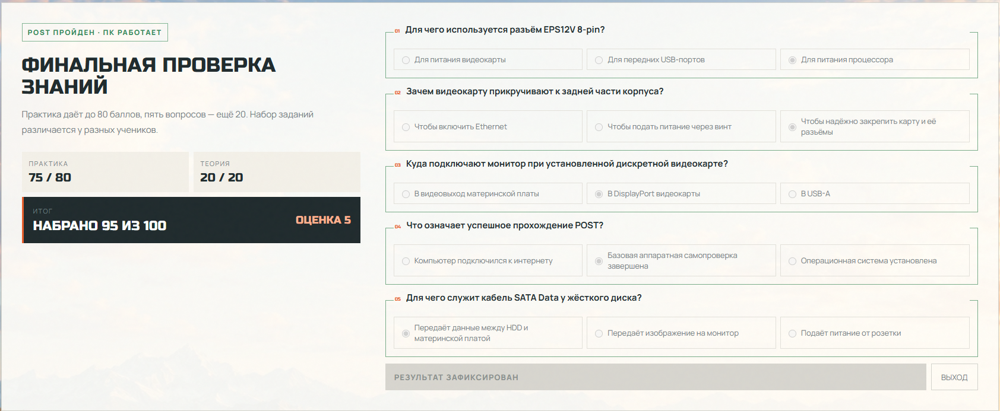 POST ПРОЙДЕН · ПК РАБОТАЕТ
ФИНАЛЬНАЯ ПРОВЕРКА
ЗНАНИЙ
Практика даёт до 80 баллов, пять вопросов — ещё 20. Набор заданий
различается у разных учеников.
ПРАКТИКА
75 / 80
ТЕОРИЯ
20 / 20
ИТОГ
НАБРАНО 95 ИЗ 100
ОЦЕНКА 5
01 Для чего используется разъём EPS12V 8-pin?
Для питания видеокарты
Для передних USB-портов
Для питания процессора
02 Зачем видеокарту прикручивают к задней части корпуса?
Чтобы включить Ethernet
Чтобы подать питание через винт
Чтобы надёжно закрепить карту и её
разъёмы
03 Куда подключают монитор при установленной дискретной видеокарте?
В видеовыход материнской платы
В DisplayPort видеокарты
В USB-A
04 Что означает успешное прохождение POST?
Компьютер подключился к интернету
Базовая аппаратная самопроверка
завершена
Операционная система установлена
05 Для чего служит кабель SATA Data у жёсткого диска?
Передаёт данные между HDD и
материнской платой
Передаёт изображение на монитор
Подаёт питание от розетки
РЕЗУЛЬТАТ ЗАФИКСИРОВАН
ВЫХОД